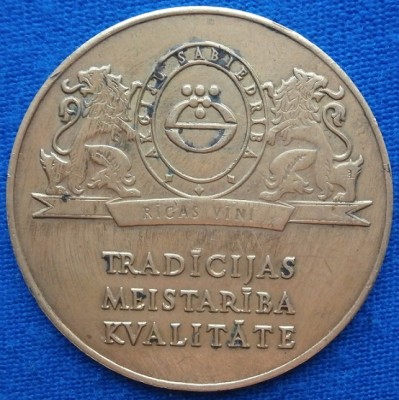 AKCIJU SABIEDRĪBA
RĪGAS VĪNI
TRADĪCIJAS
MEISTARĪBA
KVALITĀTE